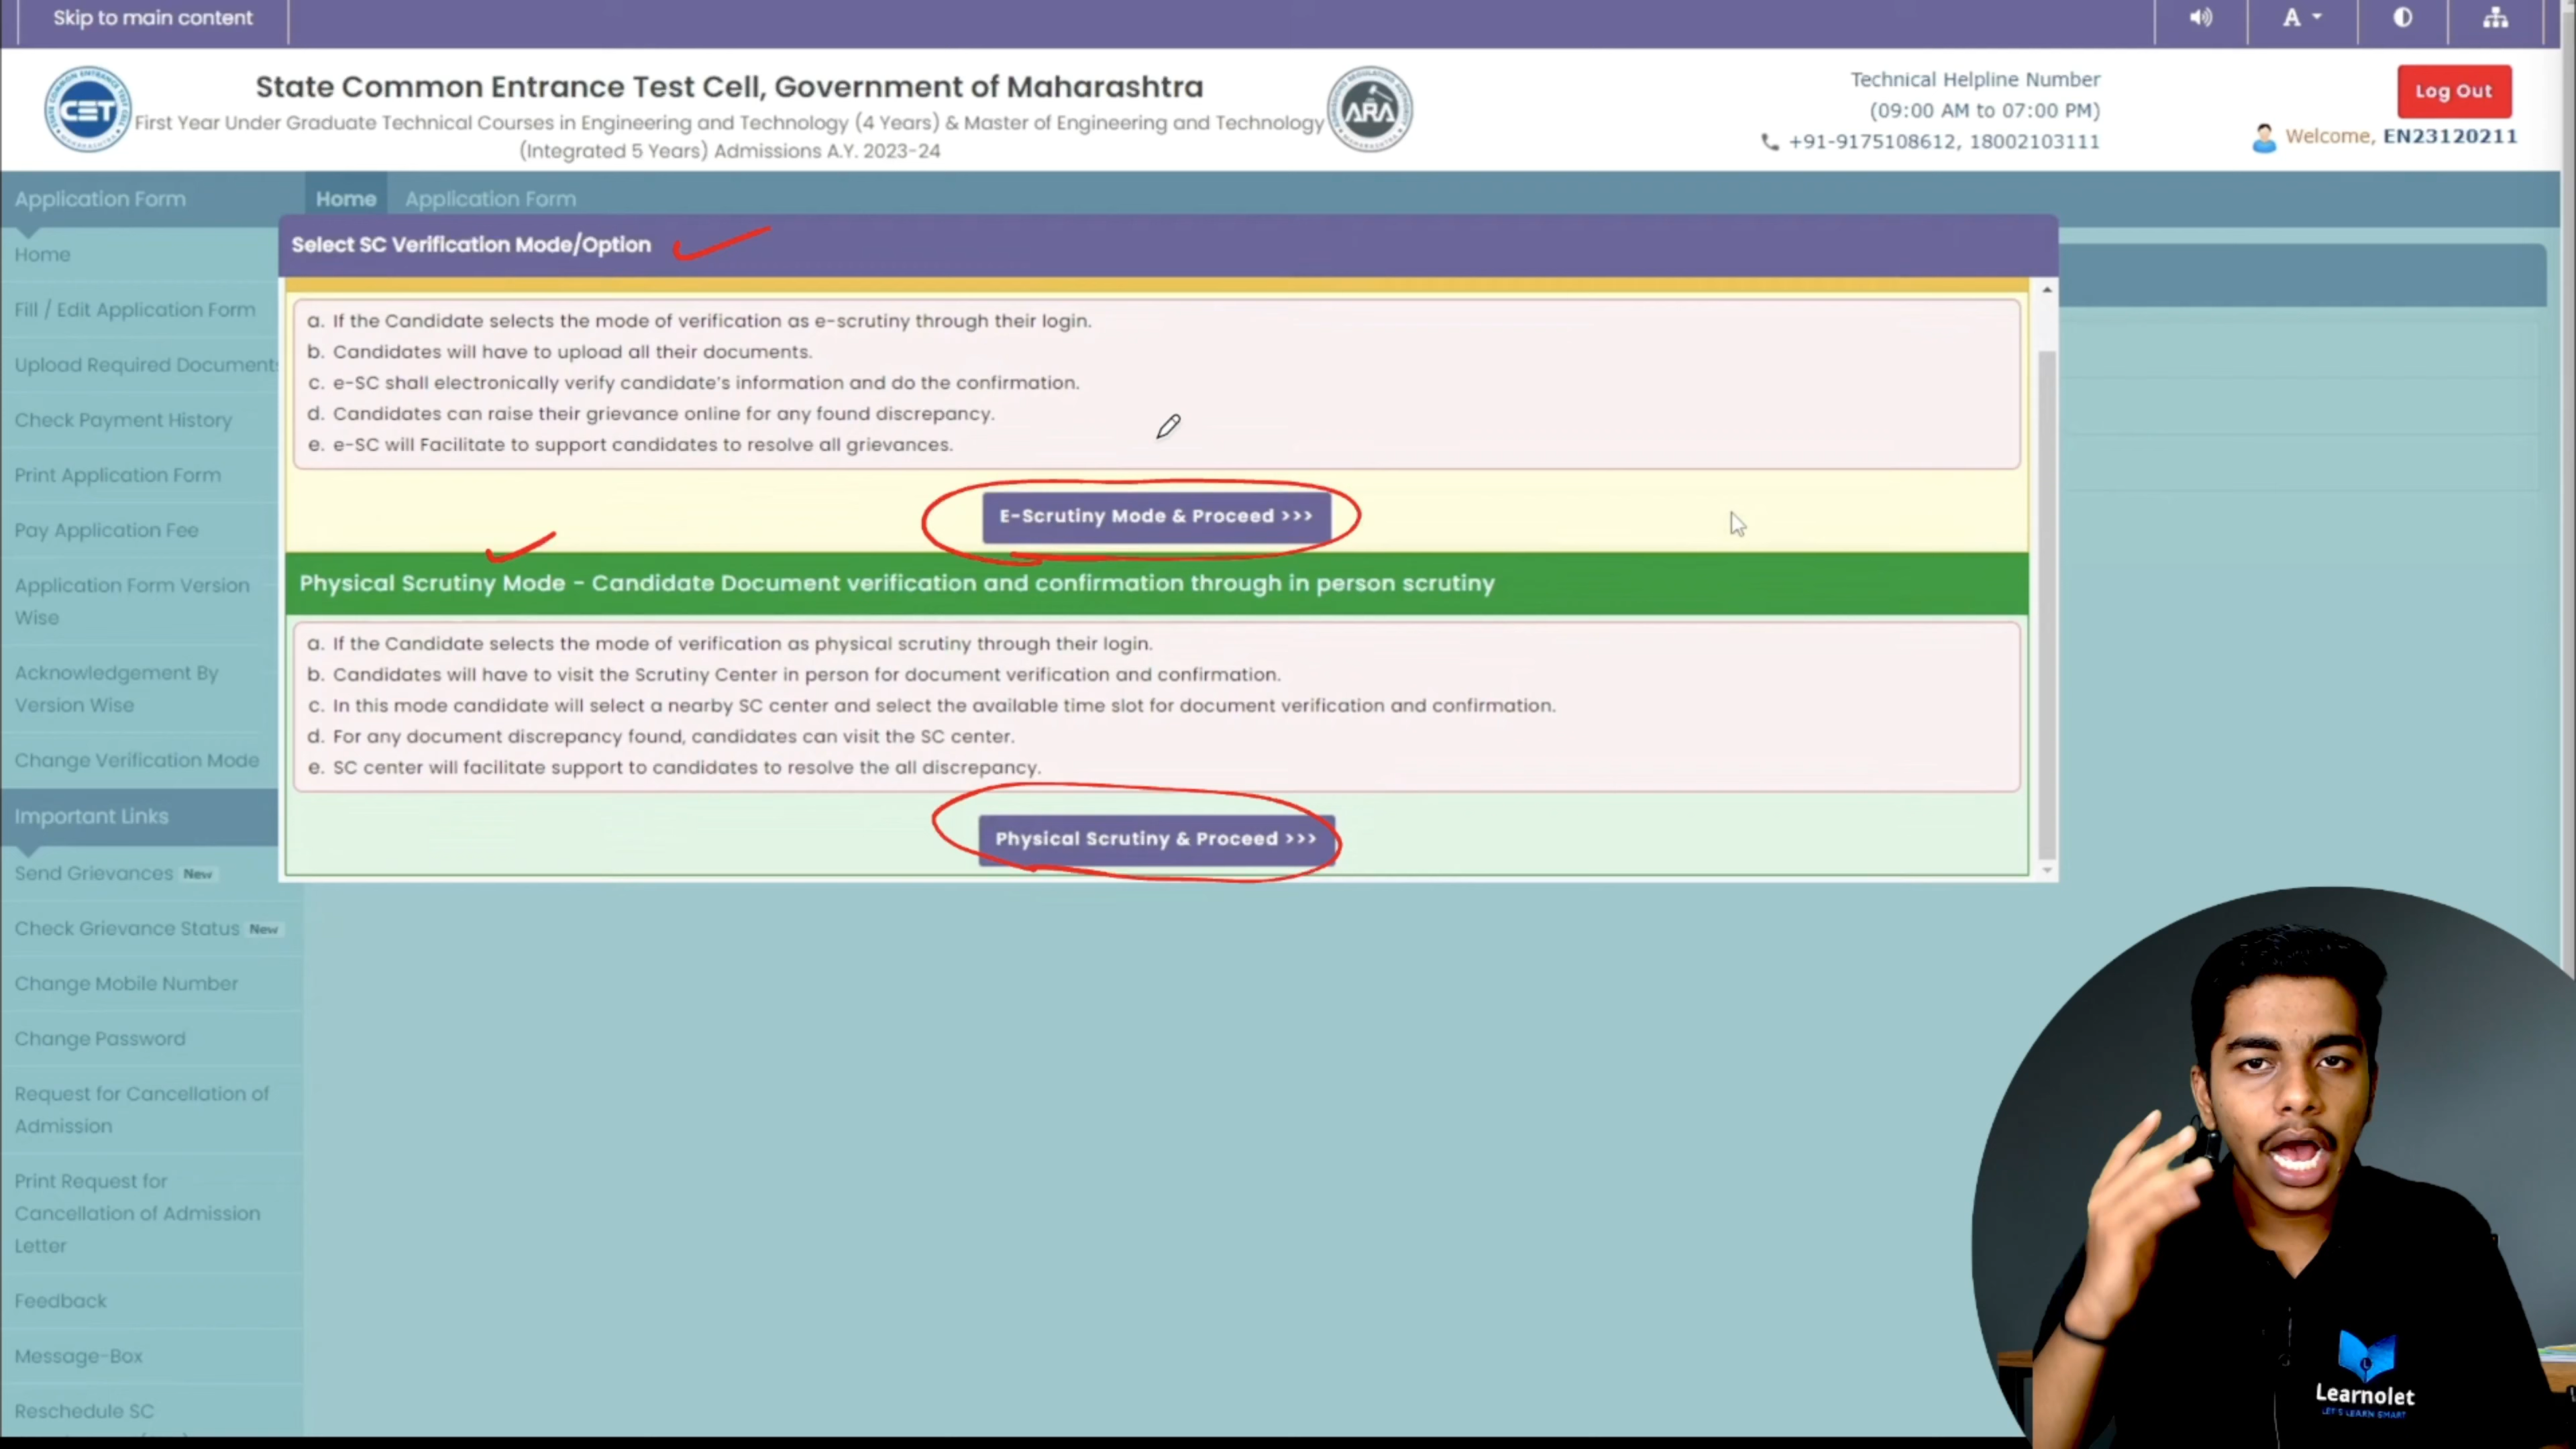 Skip to main content
A
CET
State Common Entrance Test Cell, Government of Maharashtra
First Year Under Graduate Technical Courses in Engineering and Technology (4 Years) & Master of Engineering and Technology
(Integrated 5 Years) Admissions A.Y. 2023-24
ARA
Technical Helpline Number
(09:00 AM to 07:00 PM)
+91-9175108612, 18002103111
Log Out
Welcome, EN23120211
Application Form
Home
Application Form
Home
Fill / Edit Application Form
Upload Required Documents
Check Payment History
Print Application Form
Pay Application Fee
Application Form Version
Wise
Acknowledgement By
Version Wise
Change Verification Mode
Important Links
Send Grievances New
Check Grievance Status New
Change Mobile Number
Change Password
Request for Cancellation of
Admission
Print Request for
Cancellation of Admission
Letter
Feedback
Message-Box
Reschedule SC
Select SC Verification Mode/Option
a. If the Candidate selects the mode of verification as e-scrutiny through their login.
b. Candidates will have to upload all their documents.
c. e-SC shall electronically verify candidate's information and do the confirmation.
d. Candidates can raise their grievance online for any found discrepancy.
e. e-SC will Facilitate to support candidates to resolve all grievances.
E-Scrutiny Mode & Proceed >>>
Physical Scrutiny Mode - Candidate Document verification and confirmation through in person scrutiny
a. If the Candidate selects the mode of verification as physical scrutiny through their login.
b. Candidates will have to visit the Scrutiny Center in person for document verification and confirmation.
c. In this mode candidate will select a nearby SC center and select the available time slot for document verification and confirmation.
d. For any document discrepancy found, candidates can visit the SC center.
e. SC center will facilitate support to candidates to resolve the all discrepancy.
Physical Scrutiny & Proceed >>>
Learnolet
LET'S LEARN SMART